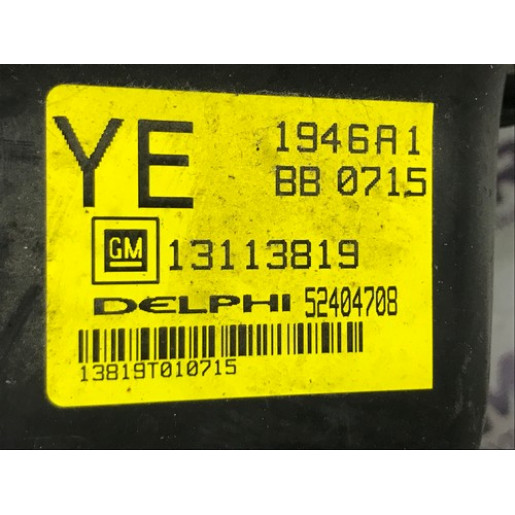 YE
1946A1
BB 0715
GM 13113819
DELPHI 52404708
13819T010715